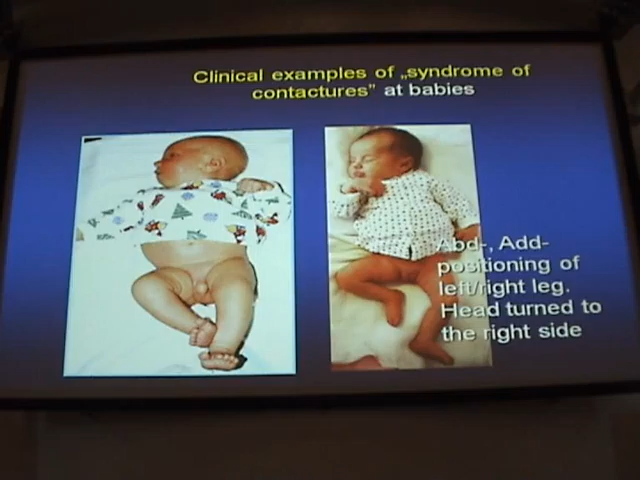 Clinical examples of „syndrome of
contactures” at babies
Abd-, Add-
positioning of
left/right leg.
Head turned to
the right side